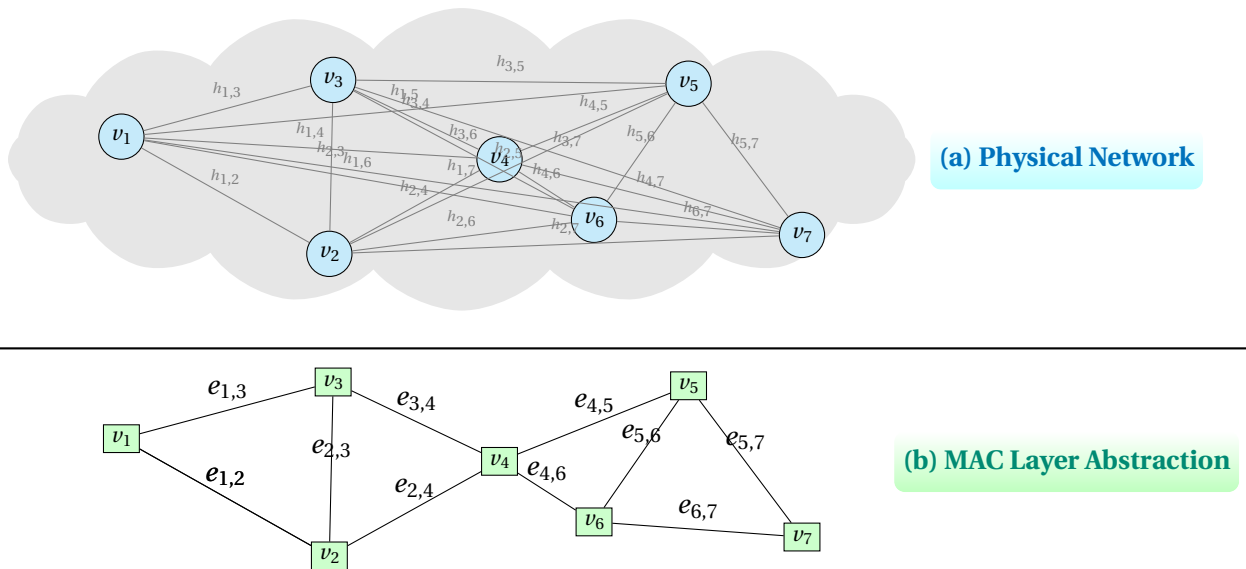 h3,5
v3
v5
h1,3
h1,5
h3,4
h4,5
v1
h1,4
h3,6
h3,7
h5,6
h5,7
h2,3
h1,6
h2,5
v4
(a) Physical Network
h1,2
h1,7
h4,6
h4,7
h2,4
h6,7
h2,6
v6
h2,7
v7
v2
v3
v5
e1,3
e3,4
e4,5
v1
e2,3
e5,6
e5,7
v4
(b) MAC Layer Abstraction
e1,2
e4,6
e2,4
e6,7
v6
v7
v2